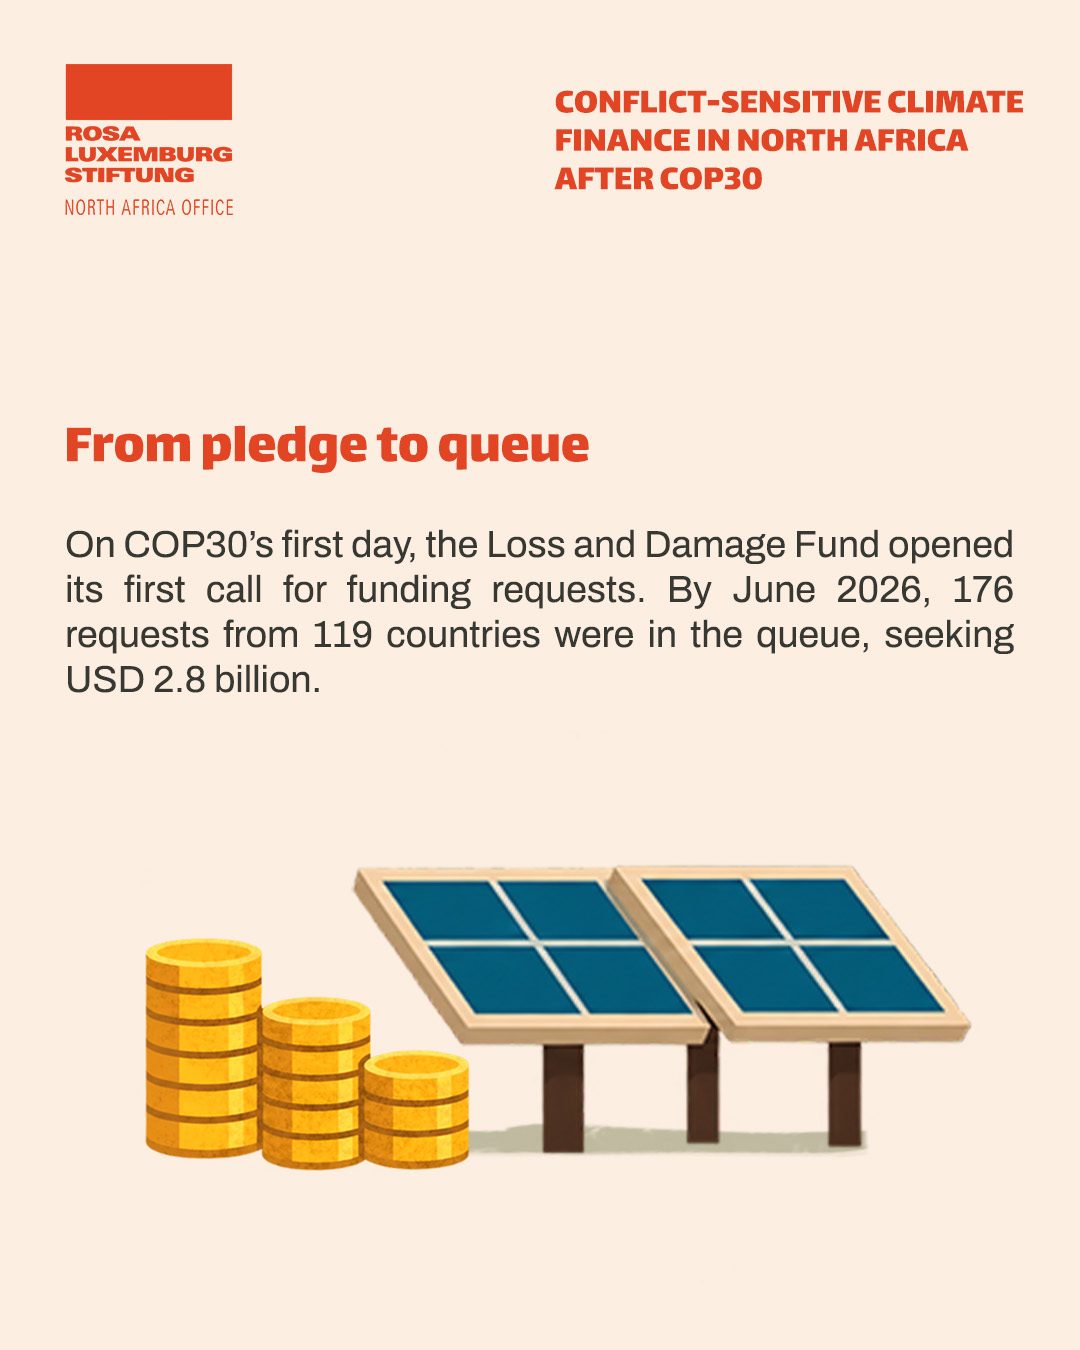 ROSA
LUXEMBURG
STIFTUNG
NORTH AFRICA OFFICE
CONFLICT-SENSITIVE CLIMATE
FINANCE IN NORTH AFRICA
AFTER COP30
From pledge to queue
On COP30’s first day, the Loss and Damage Fund opened
its first call for funding requests. By June 2026, 176
requests from 119 countries were in the queue, seeking
USD 2.8 billion.